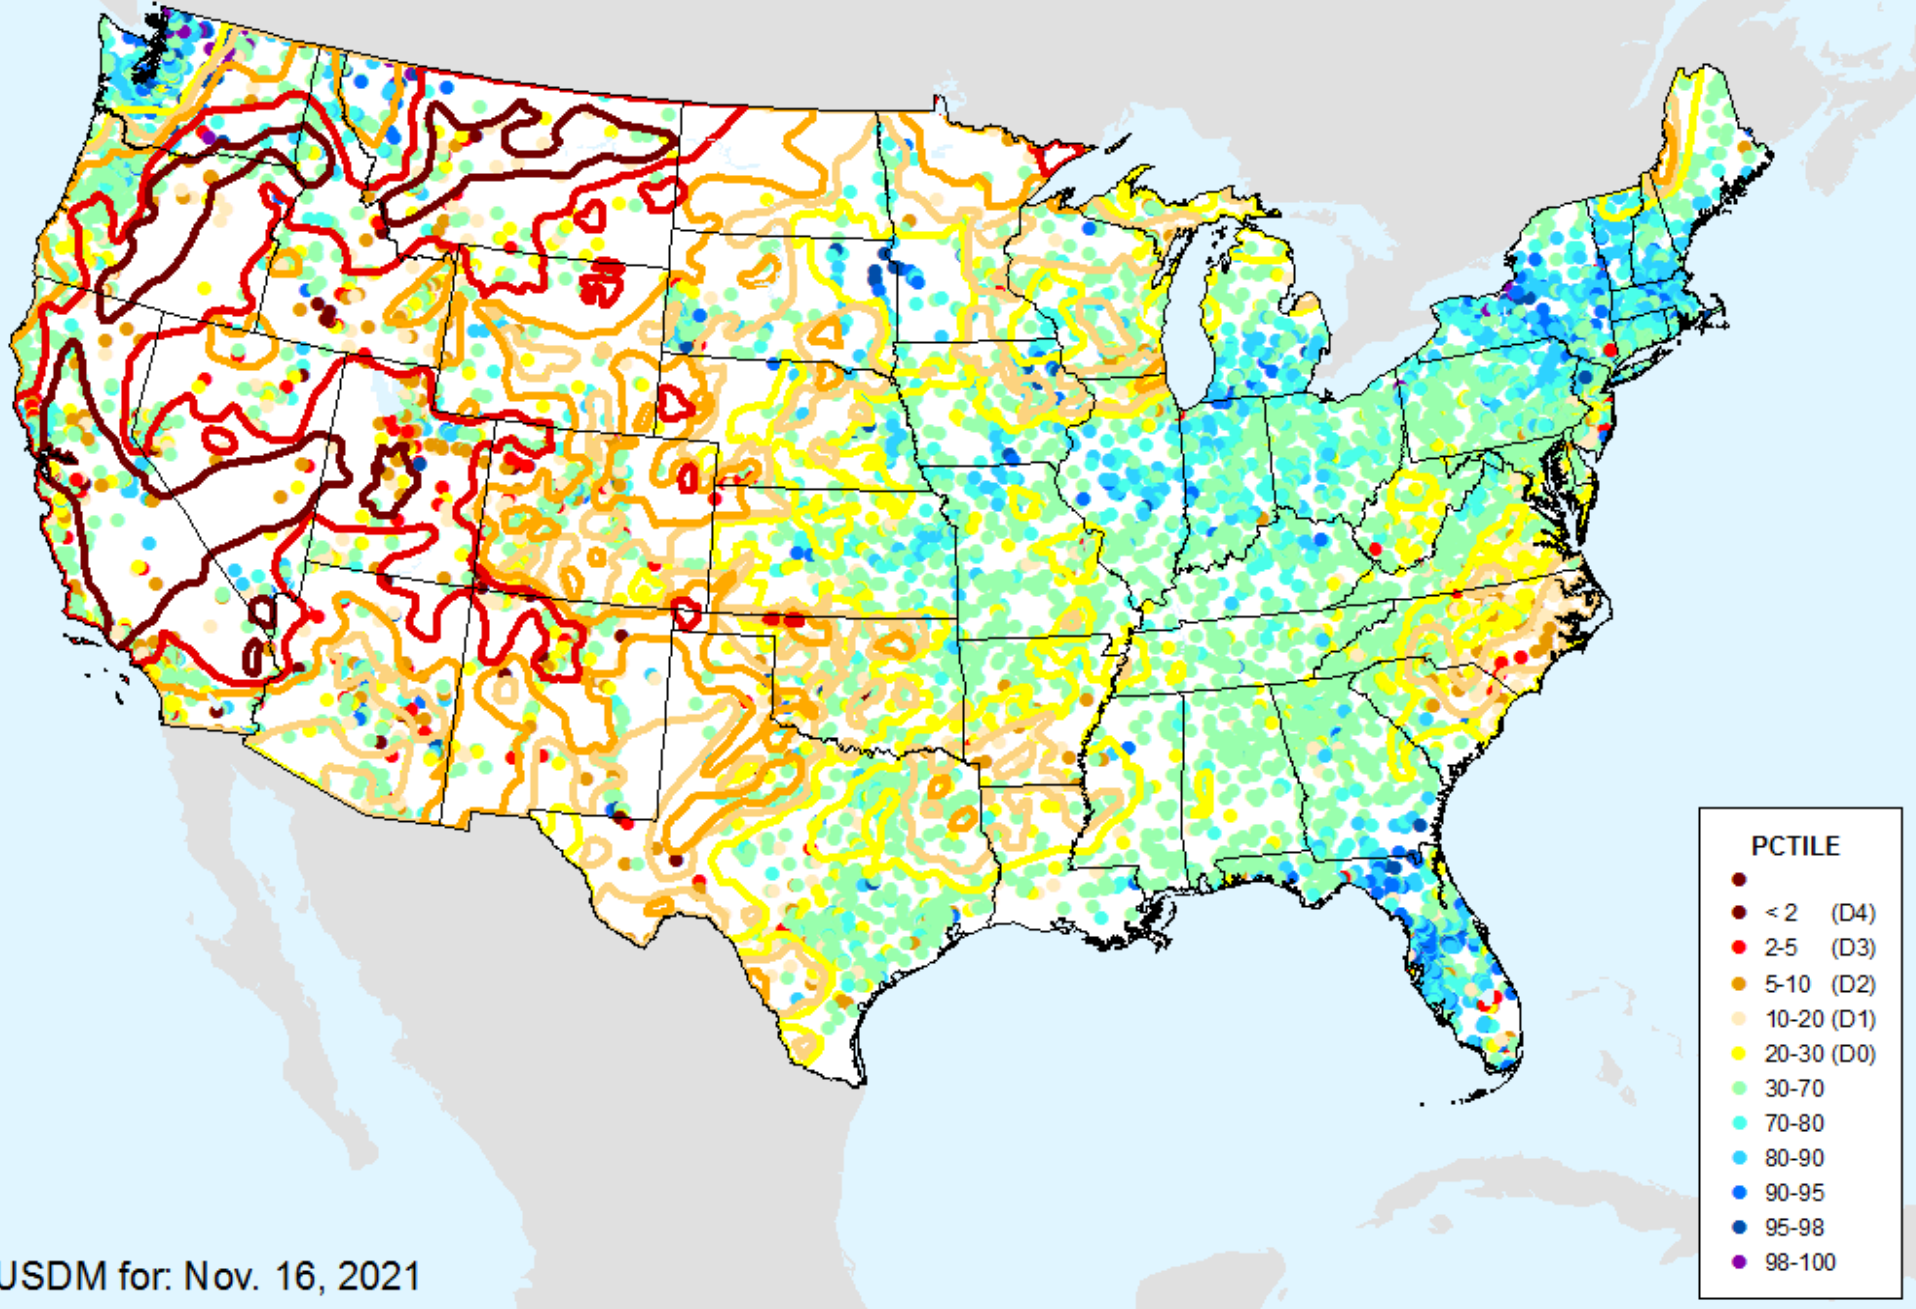 PCTILE
< 2 (D4)
2-5 (D3)
5-10 (D2)
10-20 (D1)
20-30 (D0)
30-70
70-80
80-90
90-95
95-98
98-100
USDM for: Nov. 16, 2021